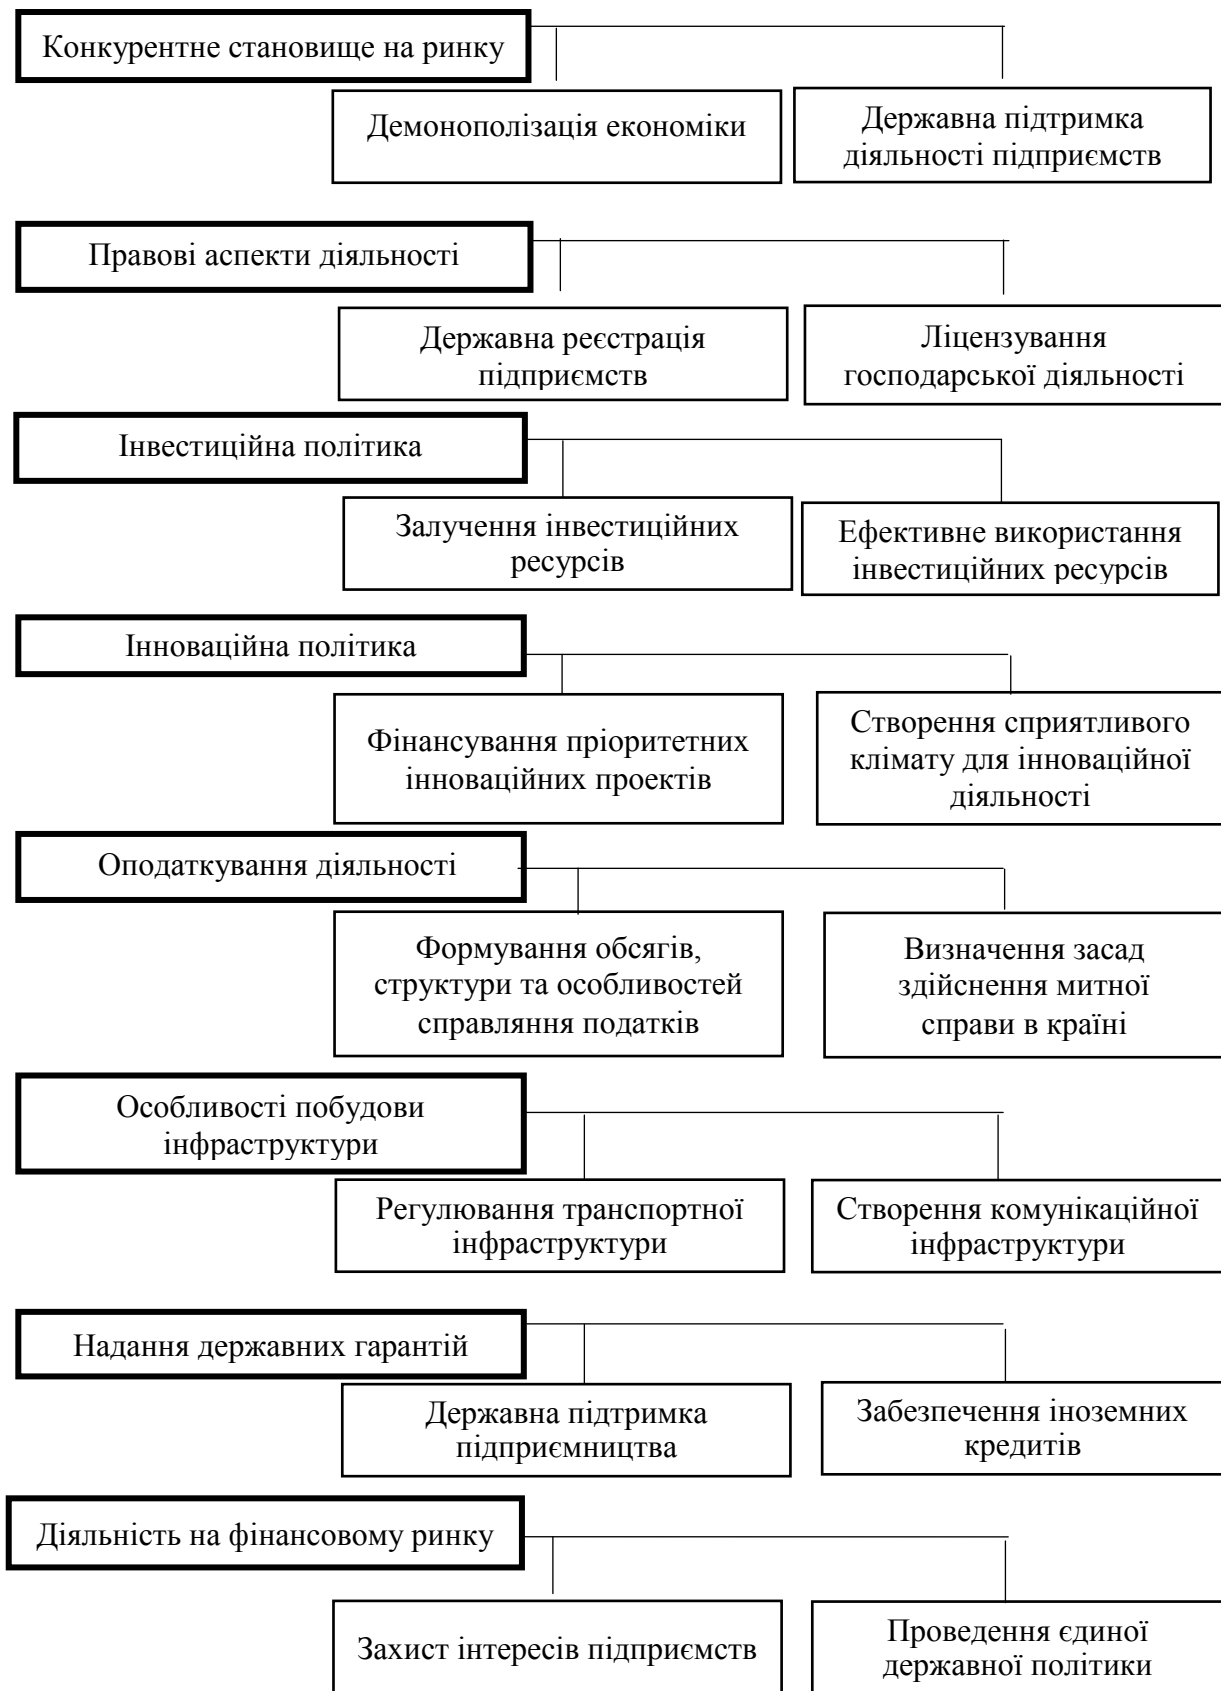 Конкурентне становище на ринку
Демонополізація економіки
Державна підтримка
діяльності підприємств
Правові аспекти діяльності
Державна реєстрація
підприємств
Ліцензування
господарської діяльності
Інвестиційна політика
Залучення інвестиційних
ресурсів
Ефективне використання
інвестиційних ресурсів
Інноваційна політика
Фінансування пріоритетних
інноваційних проектів
Створення сприятливого
клімату для інноваційної
діяльності
Оподаткування діяльності
Формування обсягів,
структури та особливостей
справляння податків
Визначення засад
здійснення митної
справи в країні
Особливості побудови
інфраструктури
Регулювання транспортної
інфраструктури
Створення комунікаційної
інфраструктури
Надання державних гарантій
Державна підтримка
підприємництва
Забезпечення іноземних
кредитів
Діяльність на фінансовому ринку
Захист інтересів підприємств
Проведення єдиної
державної політики